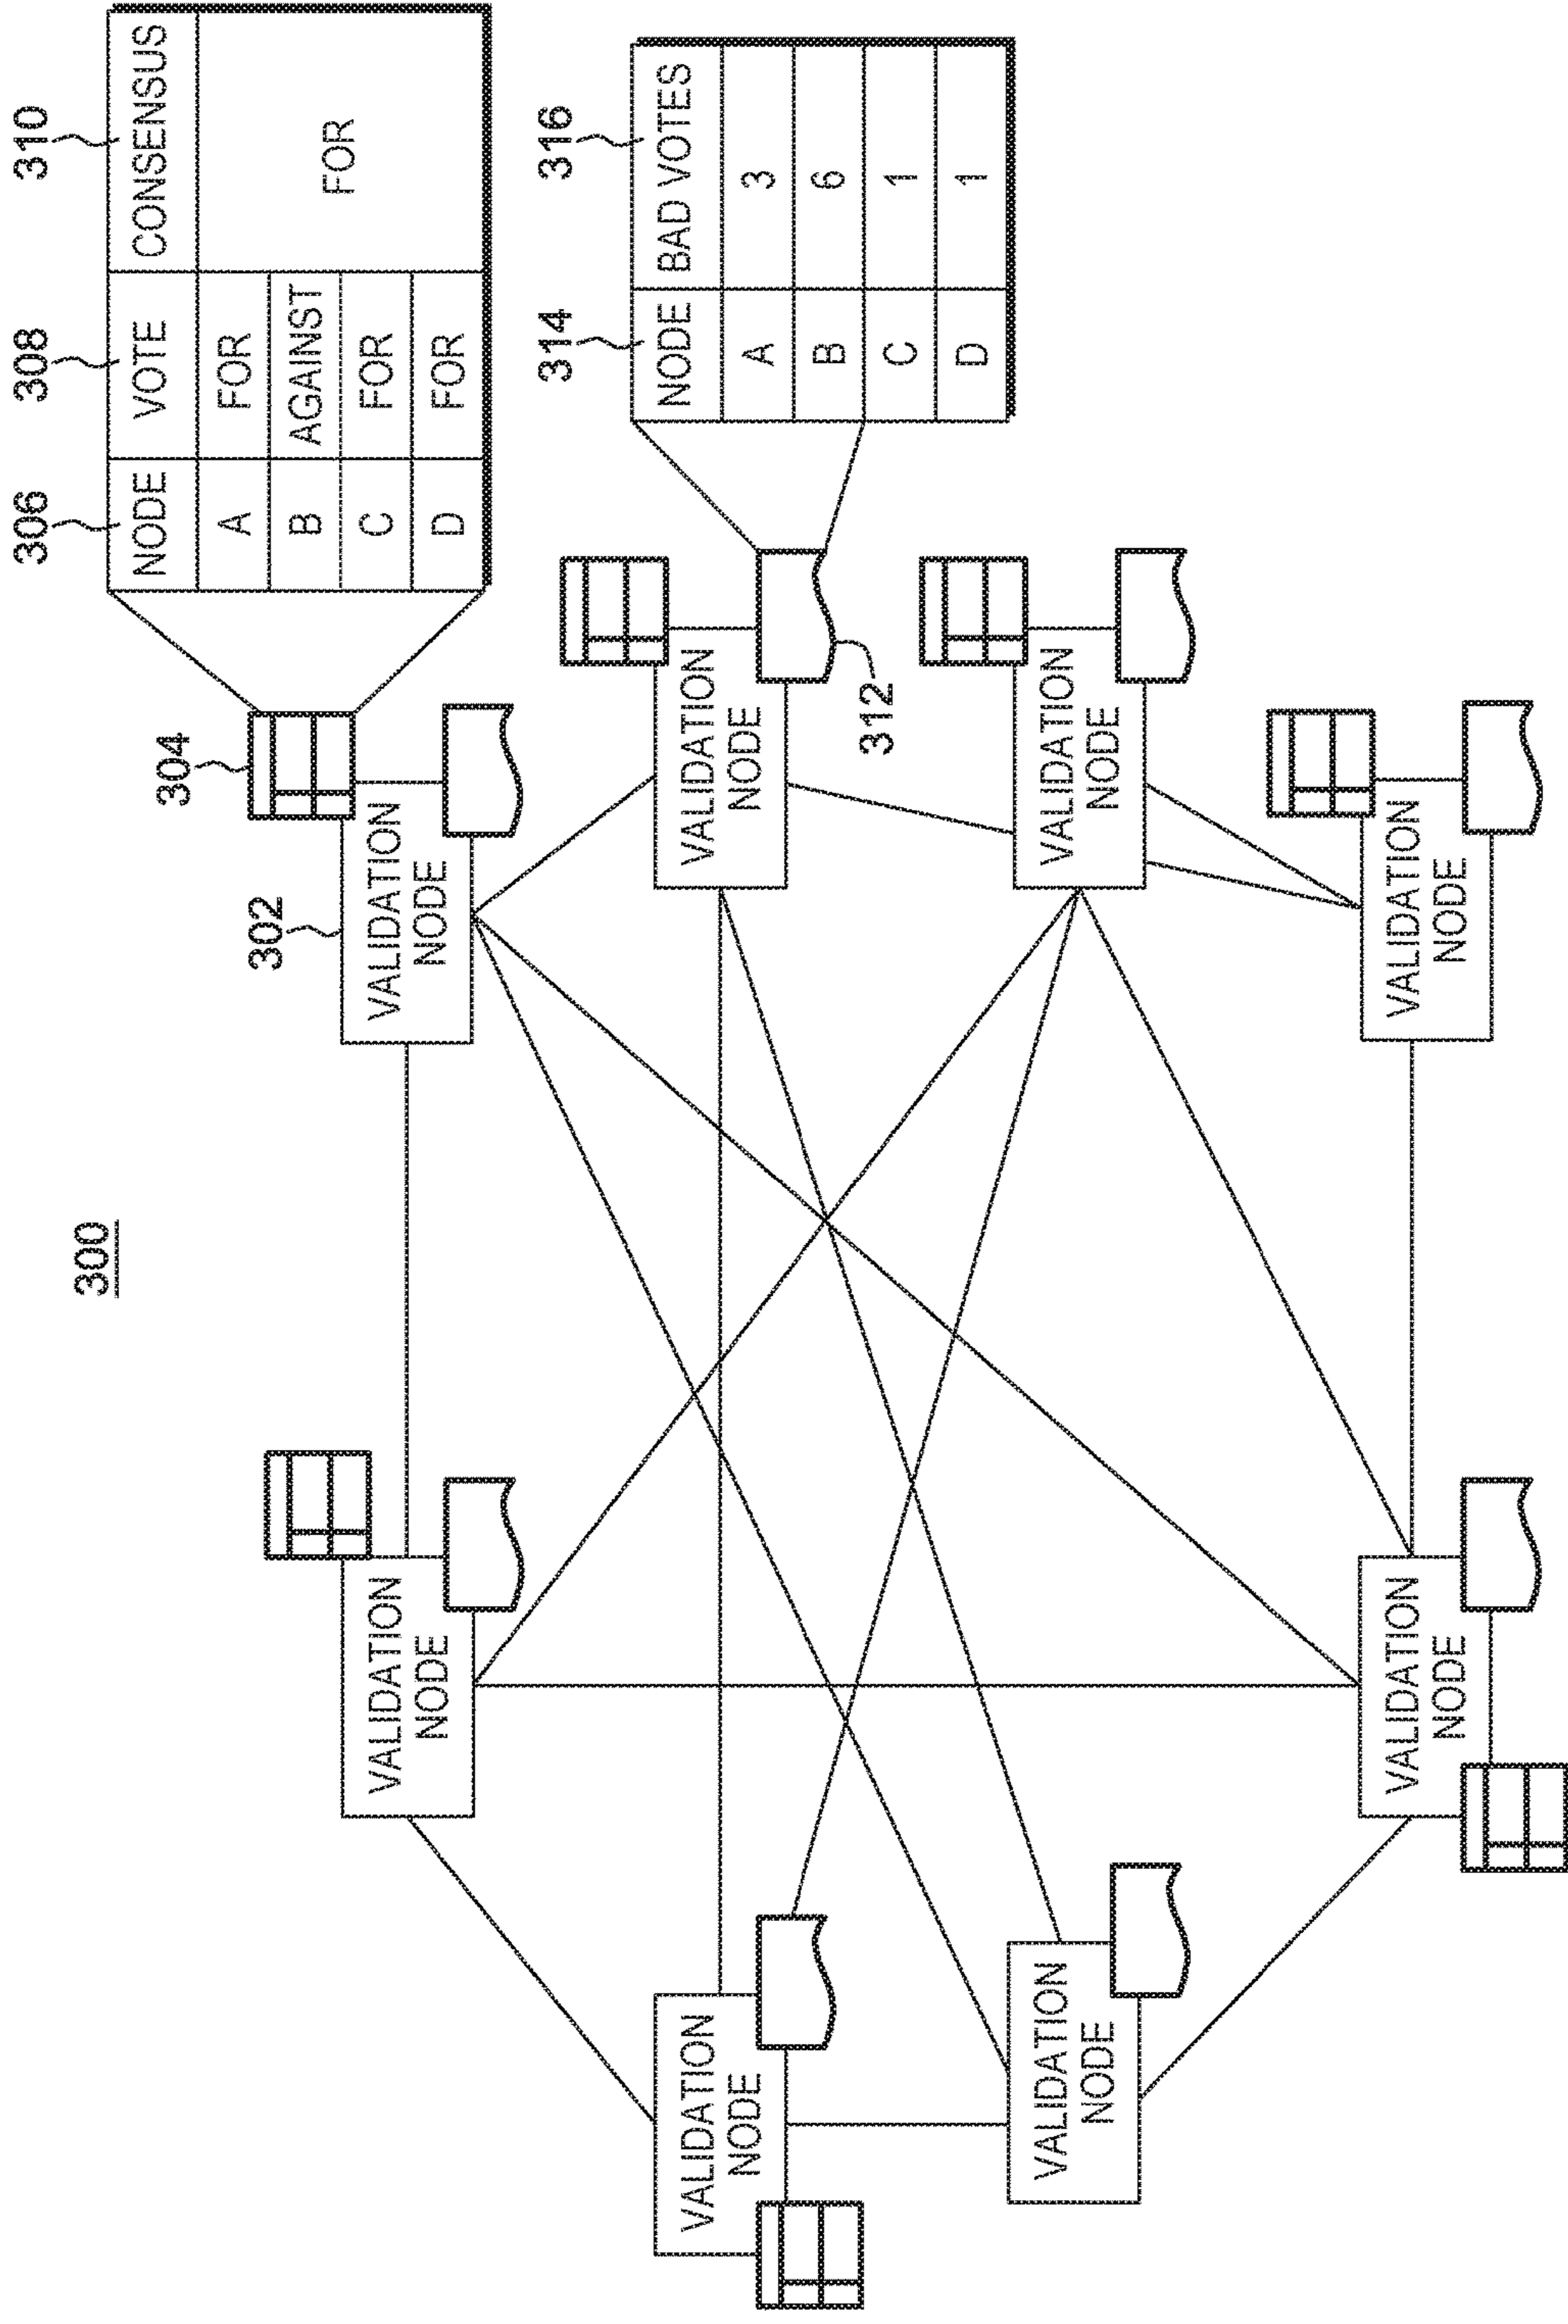 300
310
308
306
NODE VOTE CONSENSUS
A FOR
B AGAINST
C FOR
D FOR
FOR
316
314
NODE BAD VOTES
A 3
B 6
C 1
D 1
304
302
312
VALIDATION
NODE
VALIDATION
NODE
VALIDATION
NODE
VALIDATION
NODE
VALIDATION
NODE
VALIDATION
NODE
VALIDATION
NODE
VALIDATION
NODE